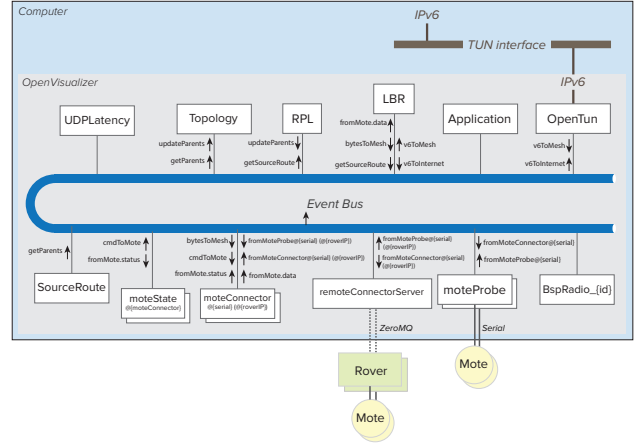 Computer
IPv6
TUN interface
OpenVisualizer
IPv6
UDPLatency
Topology
RPL
LBR
Application
OpenTun
updateParents
getParents
updateParents
getSourceRoute
fromMote.data
bytesToMesh
v6ToMesh
getSourceRoute
v6ToInternet
v6ToMesh
v6ToInternet
Event Bus
getParents
cmdToMote
fromMote.status
bytesToMesh
cmdToMote
fromMote.status
fromMoteProbe@{serial} (@{roverIP})
fromMoteConnector@{serial} (@{roverIP})
fromMote.data
fromMoteProbe@{serial}
(@{roverIP})
fromMoteConnector@{serial}
(@{roverIP})
fromMoteConnector@{serial}
fromMoteProbe@{serial}
SourceRoute
moteState
@{moteConnector}
moteConnector
@{serial} (@{roverIP})
remoteConnectorServer
moteProbe
BspRadio_{id}
ZeroMQ
Serial
Rover
Mote
Mote